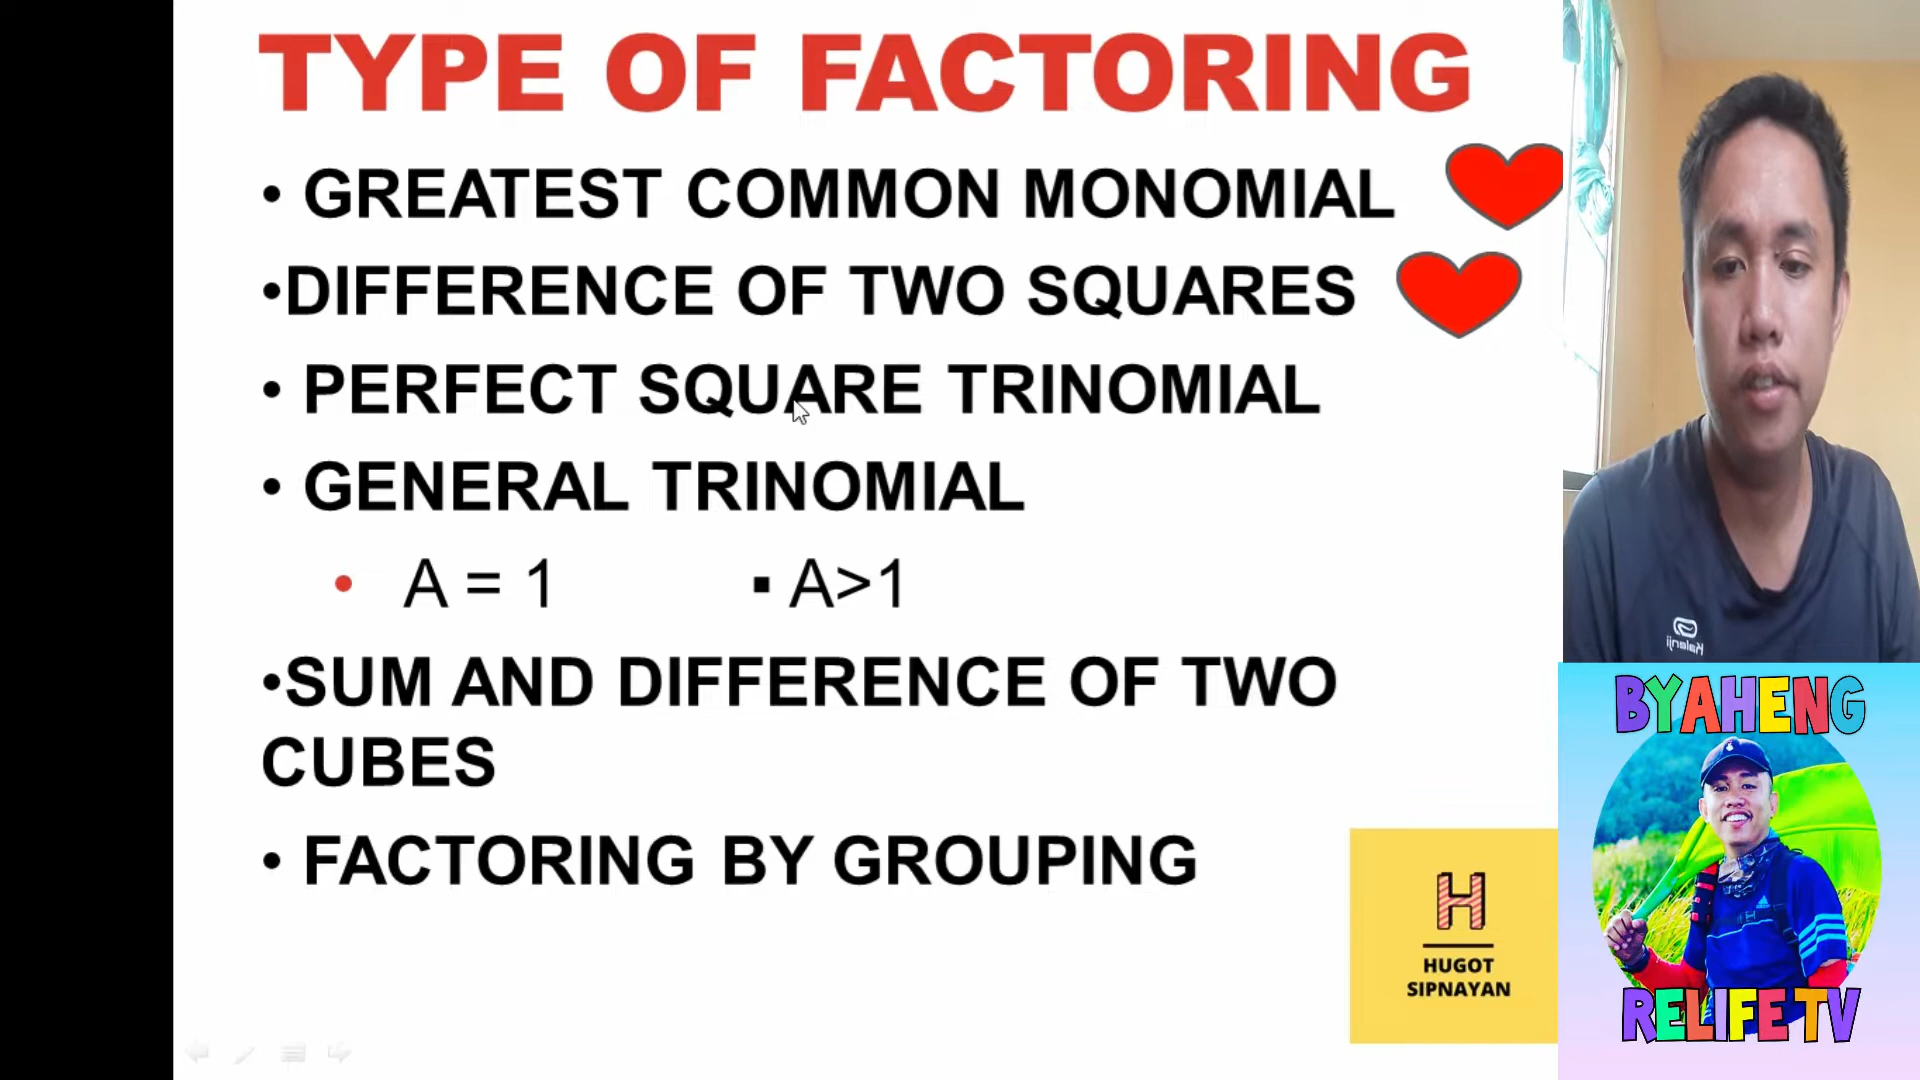 TYPE OF FACTORING
• GREATEST COMMON MONOMIAL
•DIFFERENCE OF TWO SQUARES
• PERFECT SQUARE TRINOMIAL
• GENERAL TRINOMIAL
• A = 1 ▪ A>1
•SUM AND DIFFERENCE OF TWO
CUBES
• FACTORING BY GROUPING
H
HUGOT
SIPNAYAN
Kalenji
BYAHENG
RELIFE TV